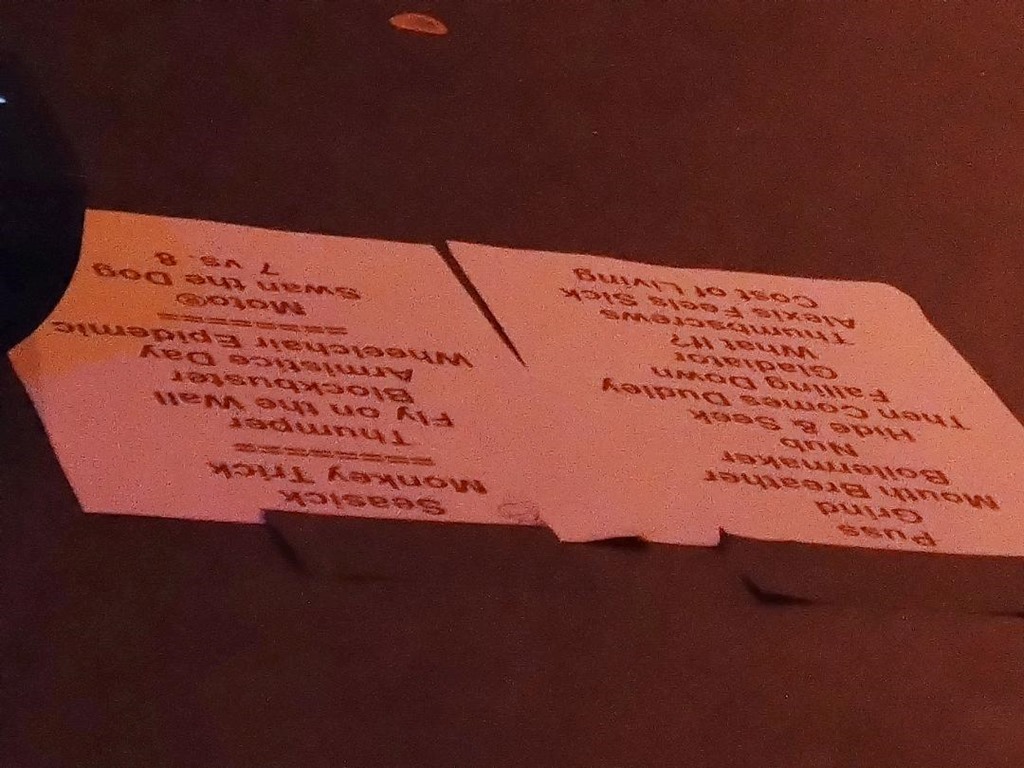 Puss
Grind
Mouth Breather
Boilermaker
Nub
Hide & Seek
Then Comes Dudley
Falling Down
Gladiator
What If?
Thumbscrews
Alexis Feels Sick
Cost of Living
Seasick
Monkey Trick
==========
Thumper
Fly on the Wall
Blockbuster
Armistice Day
Wheelchair Epidemic
==========
Moto®
Swan the Dog
7 vs. 8